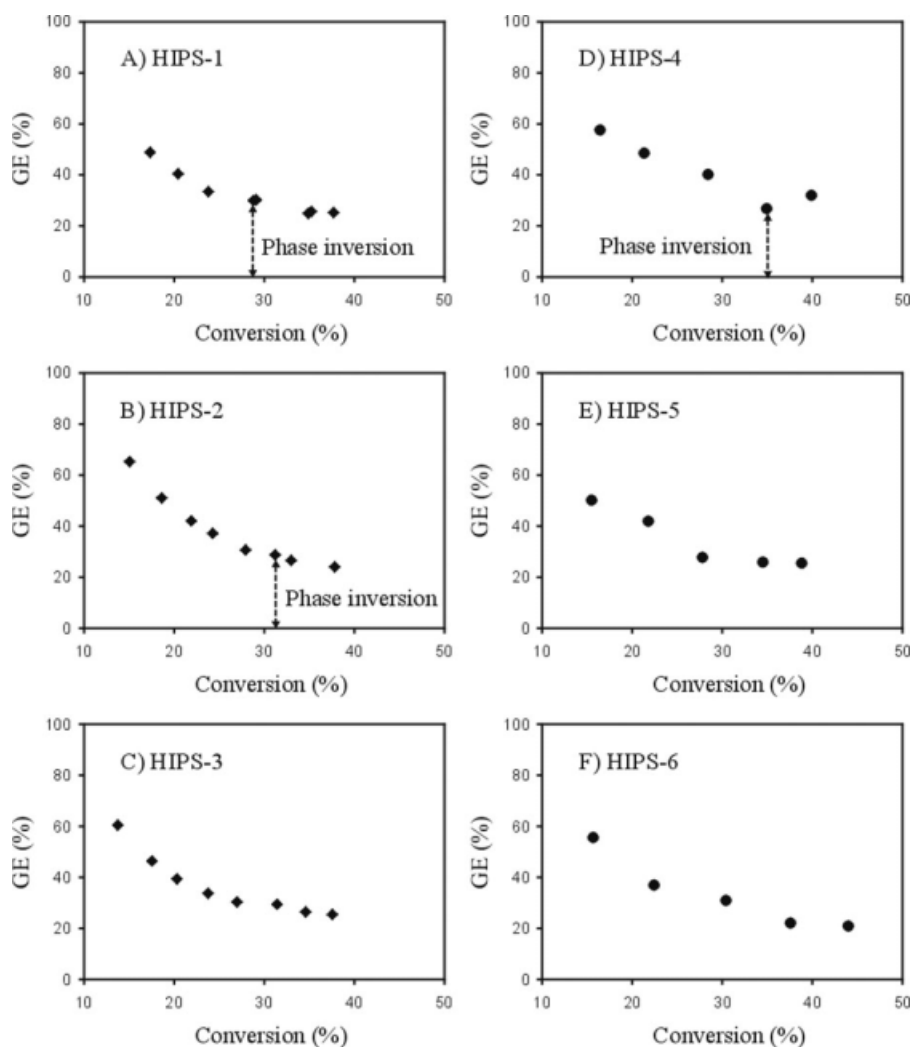 A) HIPS-1
GE (%)
100
80
60
40
20
0
Phase inversion
10 20 30 40 50
Conversion (%)
D) HIPS-4
GE (%)
100
80
60
40
20
0
Phase inversion
10 20 30 40 50
Conversion (%)
B) HIPS-2
GE (%)
100
80
60
40
20
0
Phase inversion
10 20 30 40 50
Conversion (%)
E) HIPS-5
GE (%)
100
80
60
40
20
0
10 20 30 40 50
Conversion (%)
C) HIPS-3
GE (%)
100
80
60
40
20
0
10 20 30 40 50
Conversion (%)
F) HIPS-6
GE (%)
100
80
60
40
20
0
10 20 30 40 50
Conversion (%)